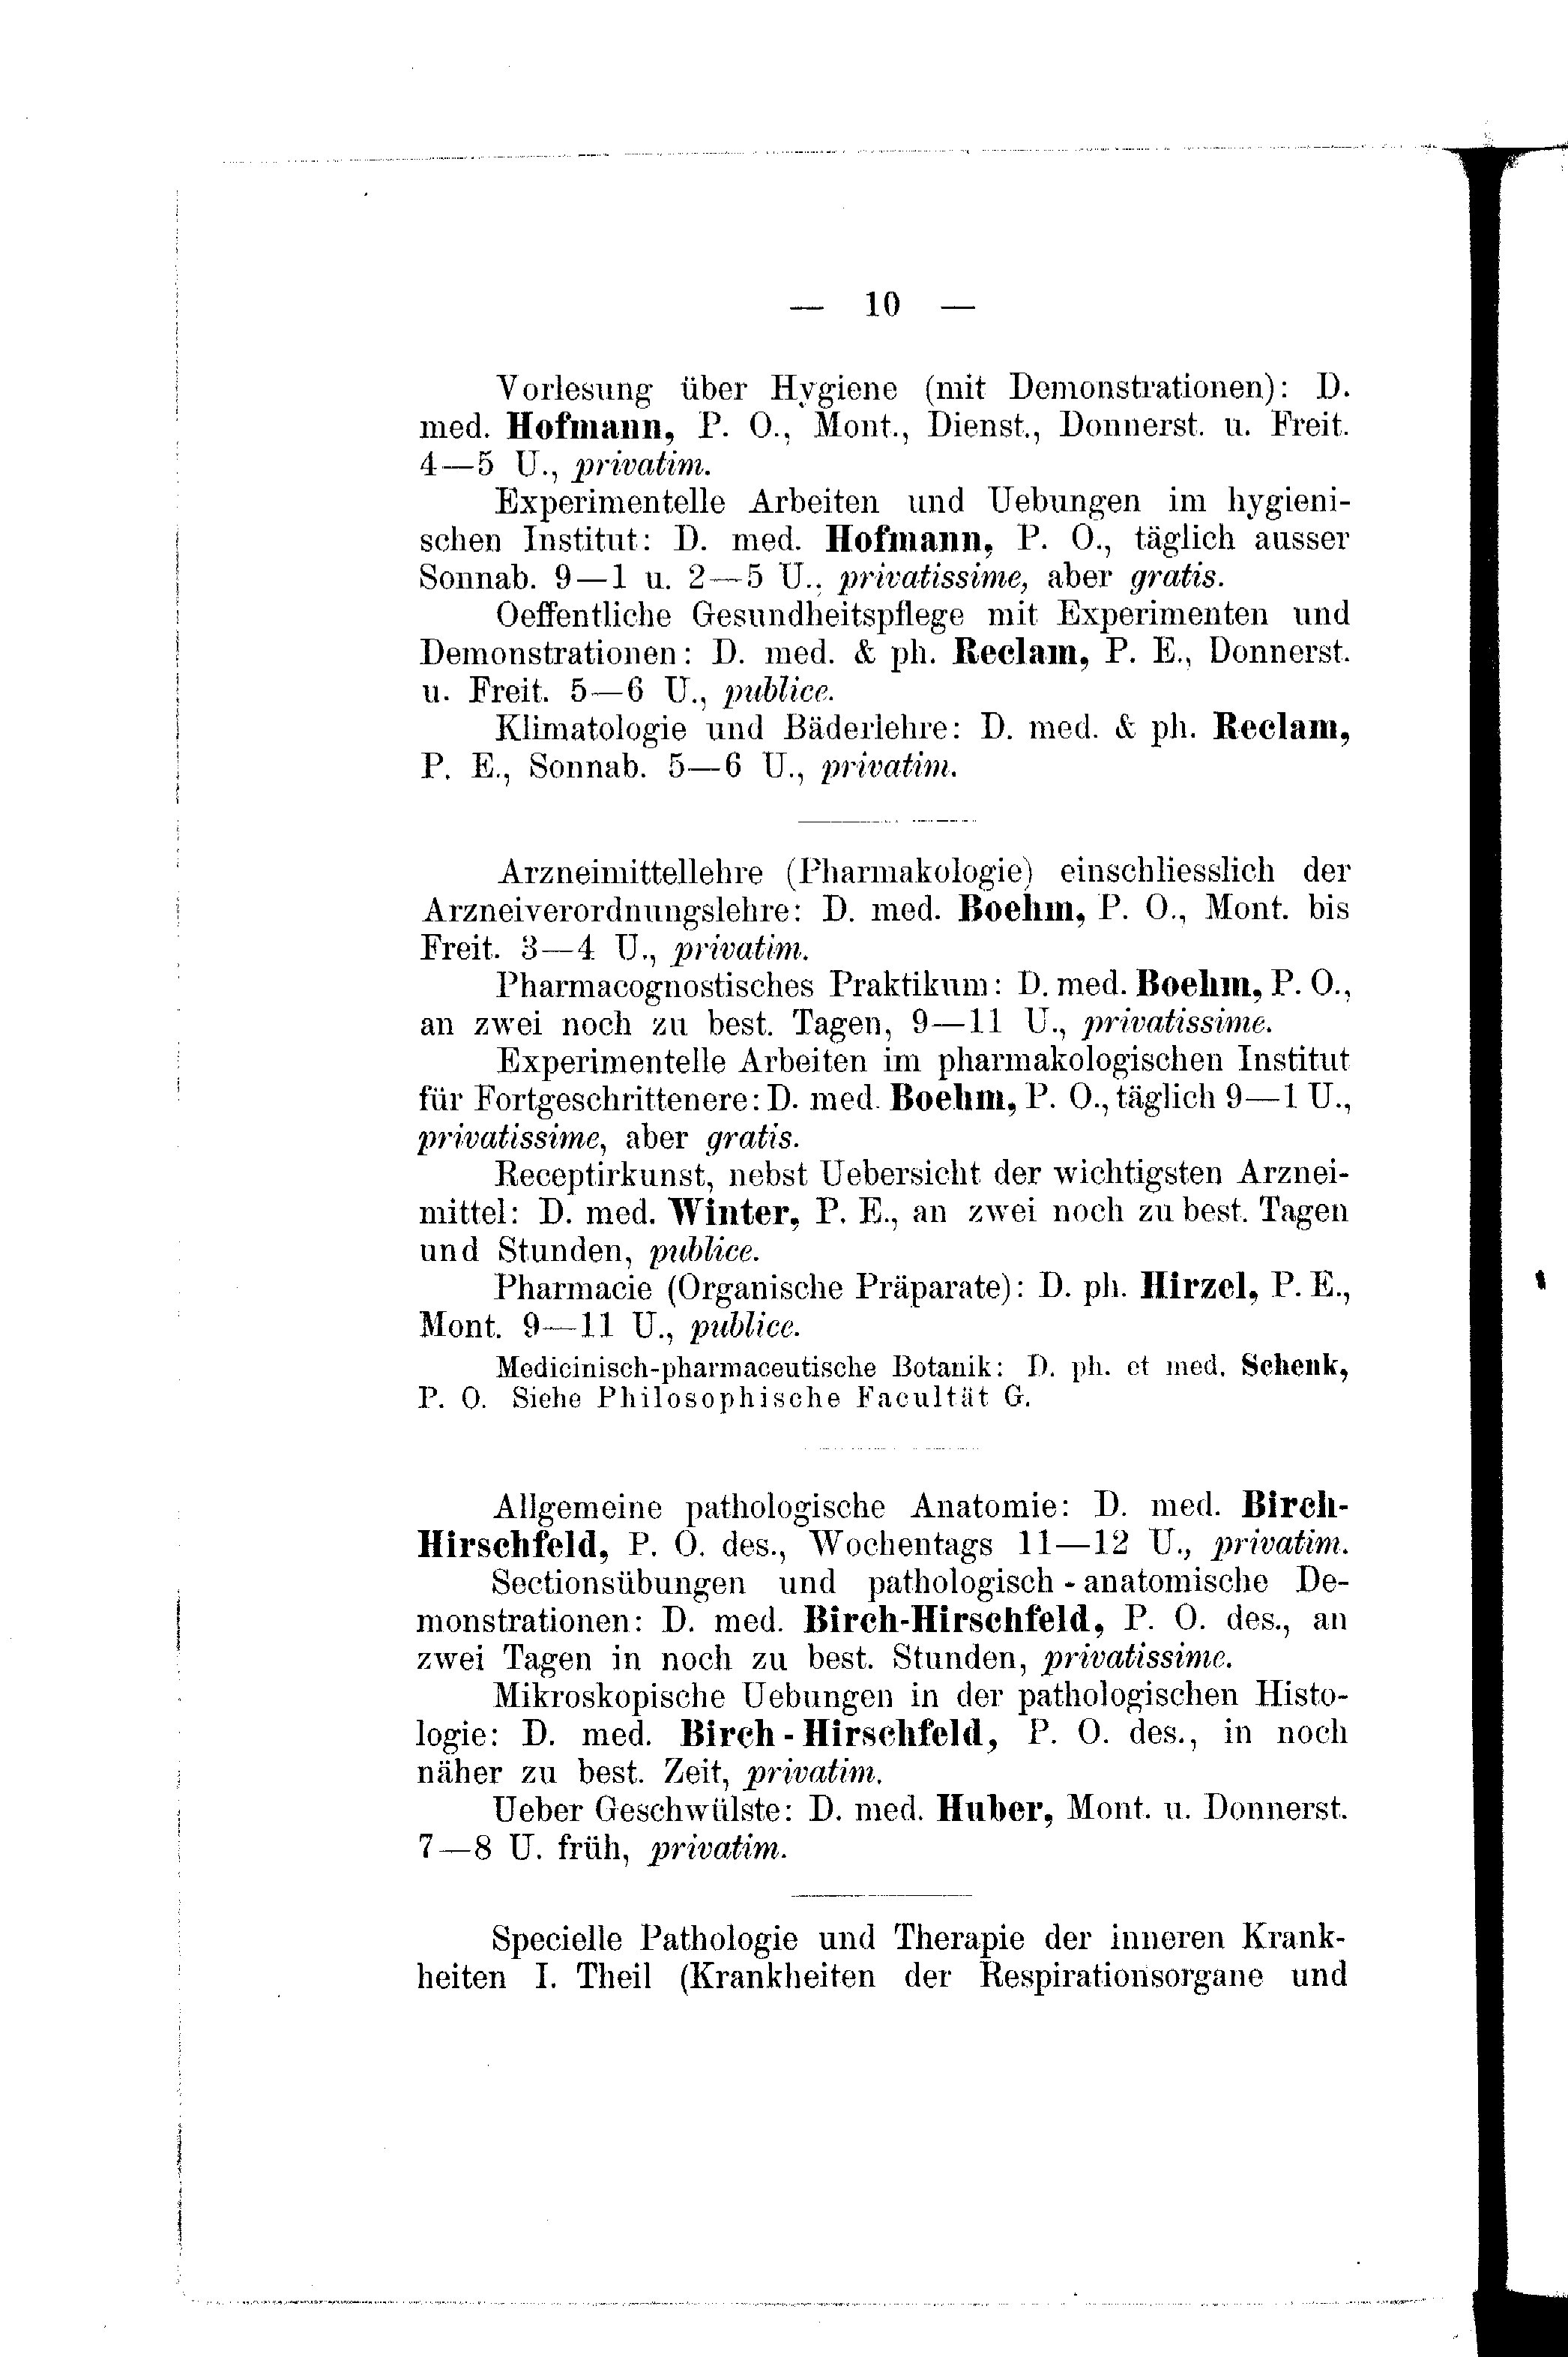 — 10 —
Vorlesung über Hygiene (mit Demonstrationen): D.
med. Hofmann, P. O., Mont., Dienst., Donnerst. u. Freit.
4—5 U., privatim.
Experimentelle Arbeiten und Uebungen im hygieni-
schen Institut: D. med. Hofmann, P. O., täglich ausser
Sonnab. 9—1 u. 2—5 U., privatissime, aber gratis.
Oeffentliche Gesundheitspflege mit Experimenten und
Demonstrationen: D. med. & ph. Reclam, P. E., Donnerst.
u. Freit. 5—6 U., publice.
Klimatologie und Bäderlehre: D. med. & ph. Reclam,
P. E., Sonnab. 5—6 U., privatim.
Arzneimittellehre (Pharmakologie) einschliesslich der
Arzneiverordnungslehre: D. med. Boehm, P. O., Mont. bis
Freit. 3—4 U., privatim.
Pharmacognostisches Praktikum: D. med. Boehm, P. O.,
an zwei noch zu best. Tagen, 9—11 U., privatissime.
Experimentelle Arbeiten im pharmakologischen Institut
für Fortgeschrittenere: D. med. Boehm, P. O., täglich 9—1 U.,
privatissime, aber gratis.
Receptirkunst, nebst Uebersicht der wichtigsten Arznei-
mittel: D. med. Winter, P. E., an zwei noch zu best. Tagen
und Stunden, publice.
Pharmacie (Organische Präparate): D. ph. Hirzel, P. E.,
Mont. 9—11 U., publice.
Medicinisch-pharmaceutische Botanik: D. ph. et med. Schenk,
P. O. Siehe Philosophische Facultät G.
Allgemeine pathologische Anatomie: D. med. Birch-
Hirschfeld, P. O. des., Wochentags 11—12 U., privatim.
Sectionsübungen und pathologisch-anatomische De-
monstrationen: D. med. Birch-Hirschfeld, P. O. des., an
zwei Tagen in noch zu best. Stunden, privatissime.
Mikroskopische Uebungen in der pathologischen Histo-
logie: D. med. Birch-Hirschfeld, P. O. des., in noch
näher zu best. Zeit, privatim.
Ueber Geschwülste: D. med. Huber, Mont. u. Donnerst.
7—8 U. früh, privatim.
Specielle Pathologie und Therapie der inneren Krank-
heiten I. Theil (Krankheiten der Respirationsorgane und